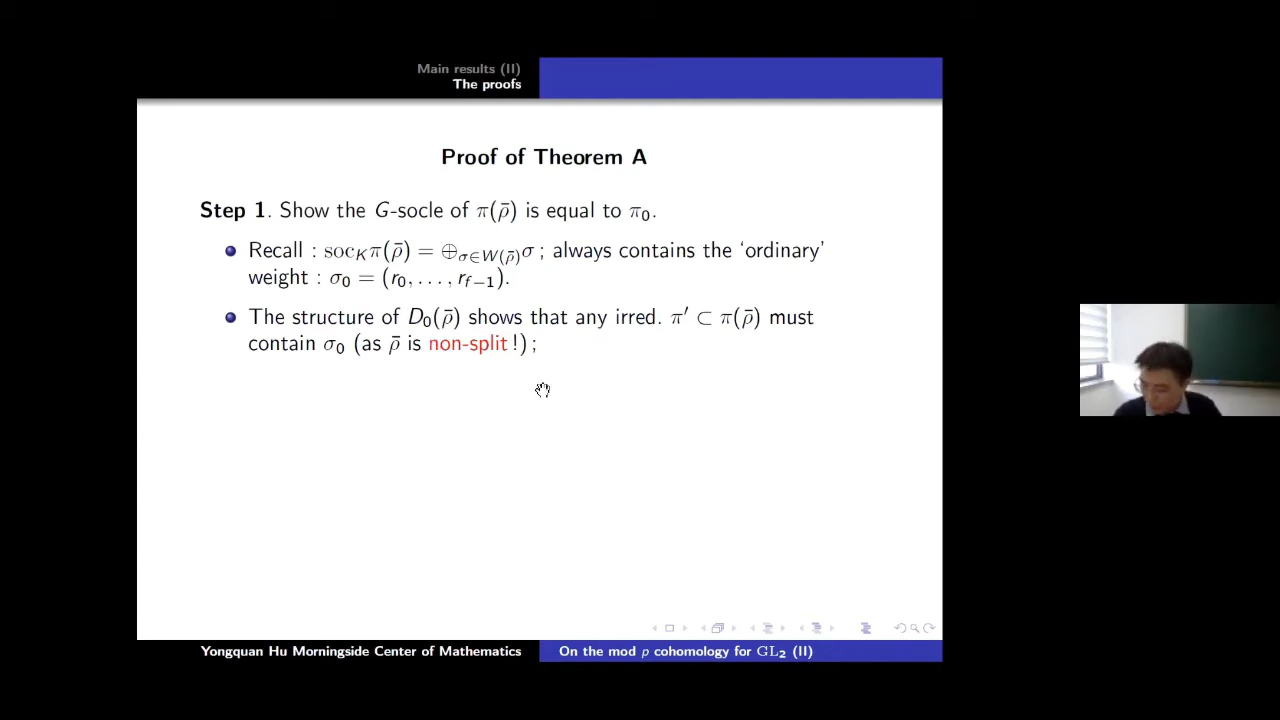 Main results (II)
The proofs
Proof of Theorem A
Step 1. Show the G-socle of π(ρ̄) is equal to π₀.
Recall : soc_K π(ρ̄) = ⊕_{σ∈W(ρ̄)} σ ; always contains the ‘ordinary’
weight : σ₀ = (r₀, . . . , r_{f−1}).
The structure of D₀(ρ̄) shows that any irred. π′ ⊂ π(ρ̄) must
contain σ₀ (as ρ̄ is non-split !) ;
Yongquan Hu Morningside Center of Mathematics
On the mod p cohomology for GL₂ (II)